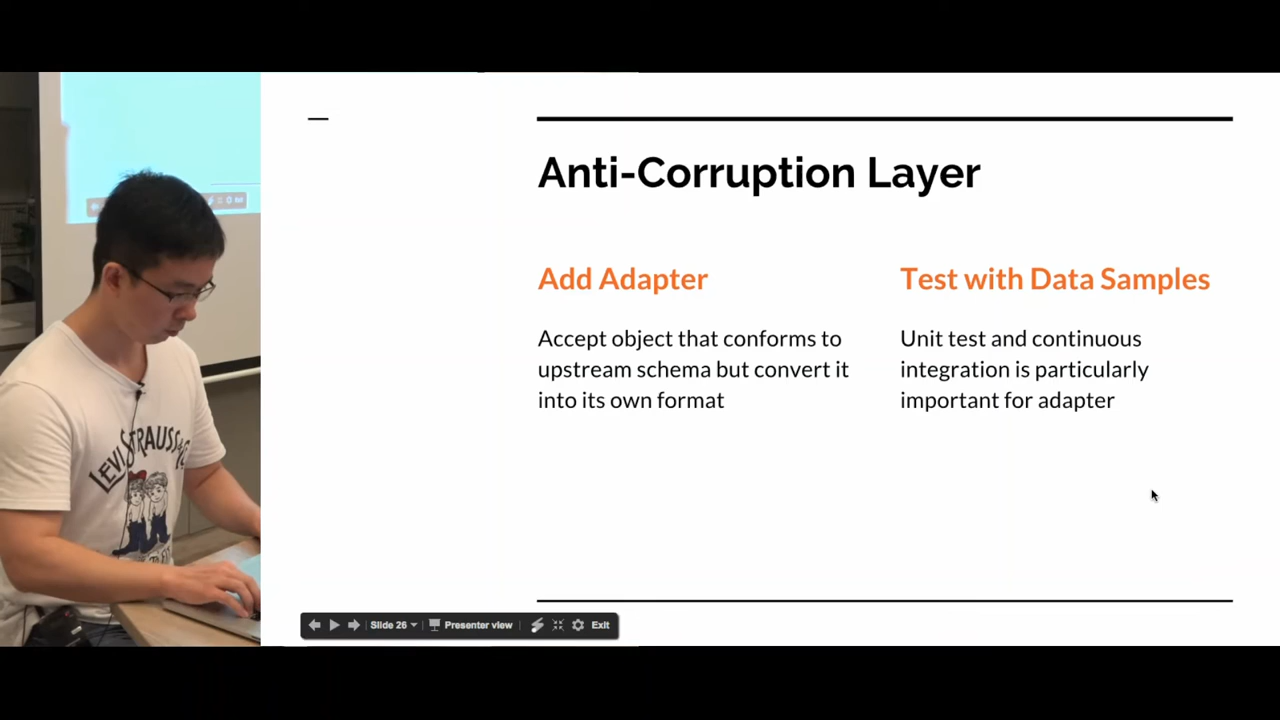 Anti-Corruption Layer
Add Adapter
Accept object that conforms to
upstream schema but convert it
into its own format
Test with Data Samples
Unit test and continuous
integration is particularly
important for adapter
Slide 26
Presenter view
Exit
LEVI STRAUSS &